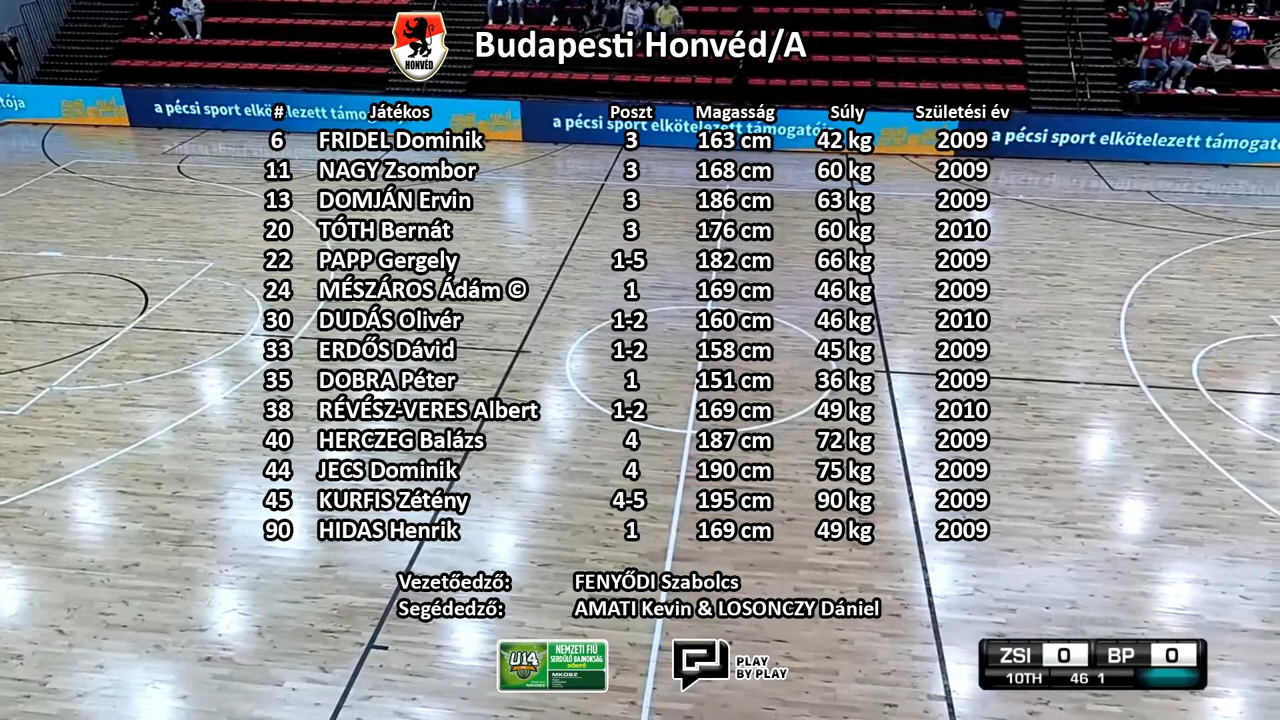 HONVÉD
Budapesti Honvéd/A
tója
a pécsi sport elkötelezett támo
a pécsi sport elkötelezett támogatója
a pécsi sport elkötelezett támogató
# Játékos Poszt Magasság Súly Születési év
6 FRIDEL Dominik 3 163 cm 42 kg 2009
11 NAGY Zsombor 3 168 cm 60 kg 2009
13 DOMJÁN Ervin 3 186 cm 63 kg 2009
20 TÓTH Bernát 3 176 cm 60 kg 2010
22 PAPP Gergely 1-5 182 cm 66 kg 2009
24 MÉSZÁROS Ádám © 1 169 cm 46 kg 2009
30 DUDÁS Olivér 1-2 160 cm 46 kg 2010
33 ERDŐS Dávid 1-2 158 cm 45 kg 2009
35 DOBRA Péter 1 151 cm 36 kg 2009
38 RÉVÉSZ-VERES Albert 1-2 169 cm 49 kg 2010
40 HERCZEG Balázs 4 187 cm 72 kg 2009
44 JECS Dominik 4 190 cm 75 kg 2009
45 KURFIS Zétény 4-5 195 cm 90 kg 2009
90 HIDAS Henrik 1 169 cm 49 kg 2009
Vezetőedző: FENYŐDI Szabolcs
Segédedző: AMATI Kevin & LOSONCZY Dániel
U14
NEMZETI FIÚ
SERDÜLŐ BAJNOKSÁG
DÖNTŐ
MKOSZ
MKOSZ
PLAY
BY PLAY
ZSI 0 BP 0
10TH 46 1